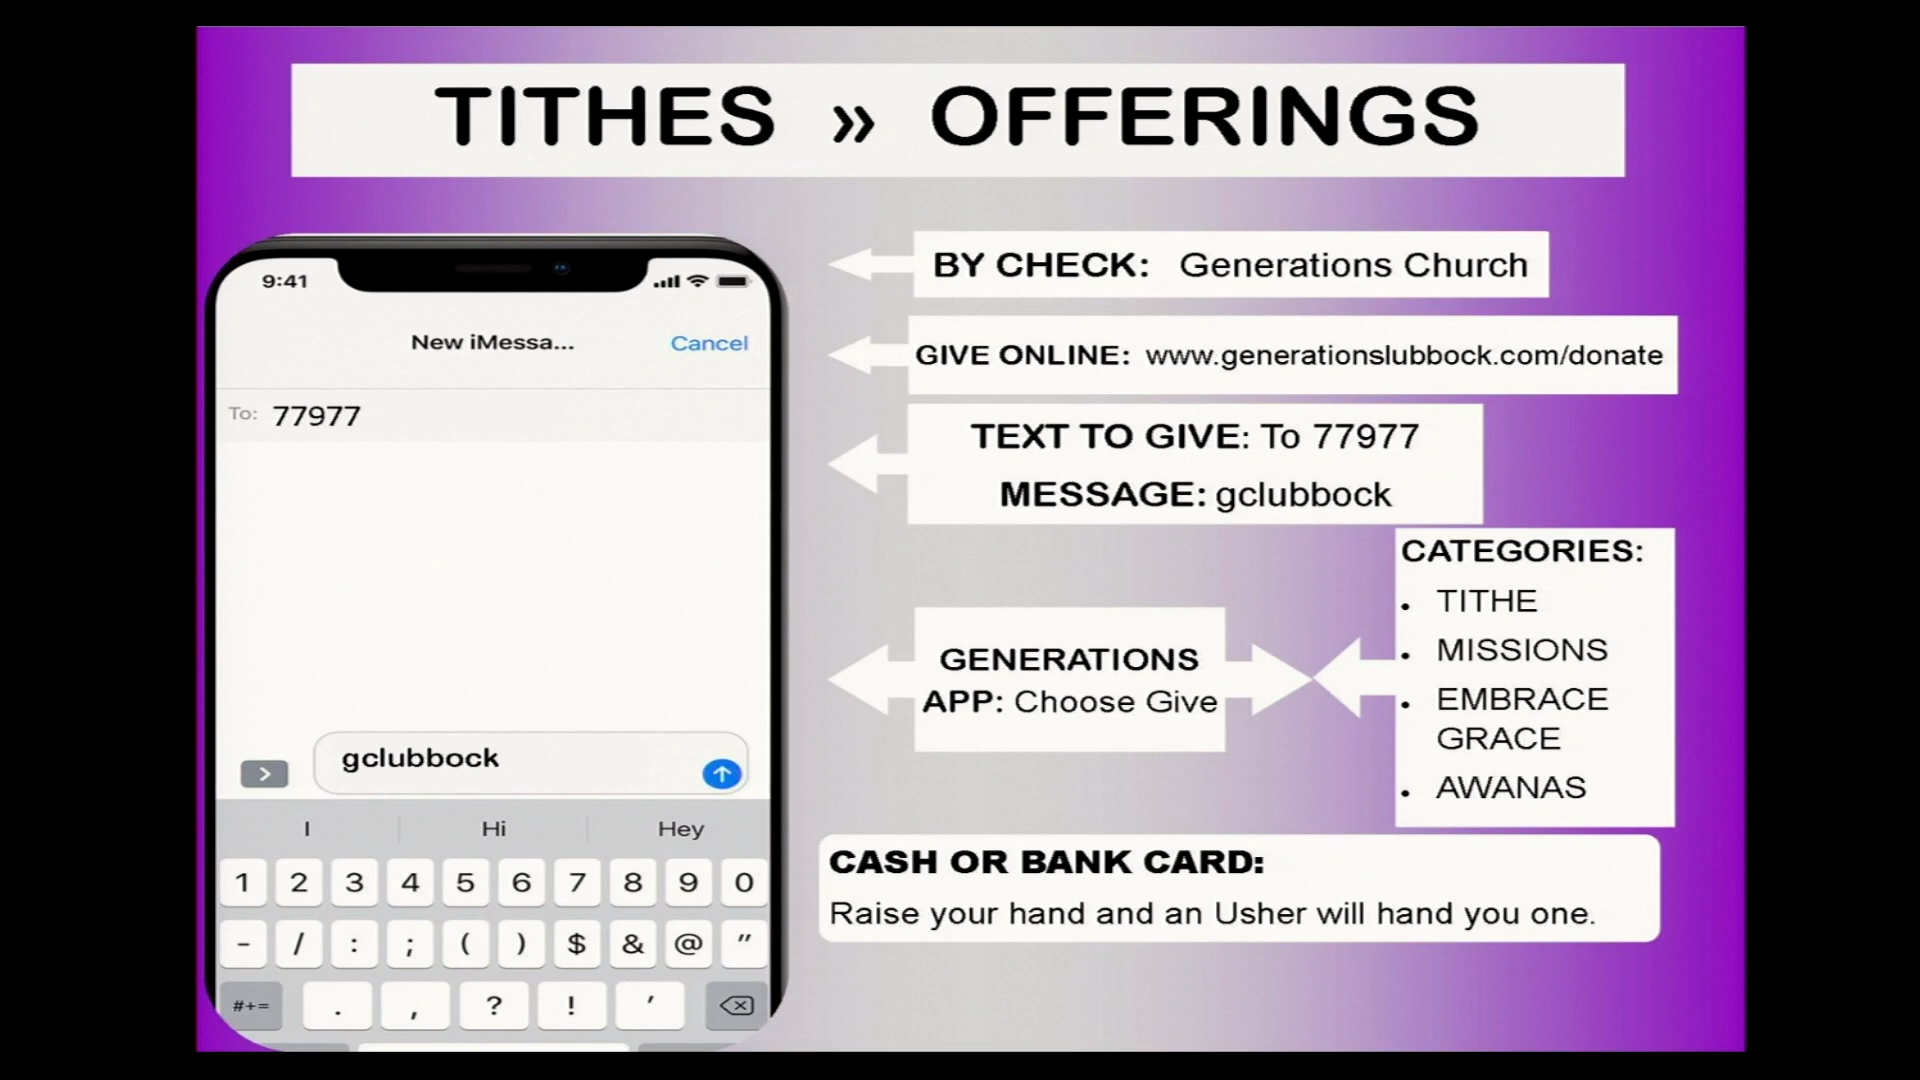 TITHES » OFFERINGS
BY CHECK: Generations Church
GIVE ONLINE: www.generationslubbock.com/donate
TEXT TO GIVE: To 77977
MESSAGE: gclubbock
GENERATIONS
APP: Choose Give
CATEGORIES:
• TITHE
• MISSIONS
• EMBRACE
GRACE
• AWANAS
CASH OR BANK CARD:
Raise your hand and an Usher will hand you one.
9:41
New iMessa... Cancel
To: 77977
gclubbock
I Hi Hey
1 2 3 4 5 6 7 8 9 0
- / : ; ( ) $ & @ "
#+= . , ? ! '